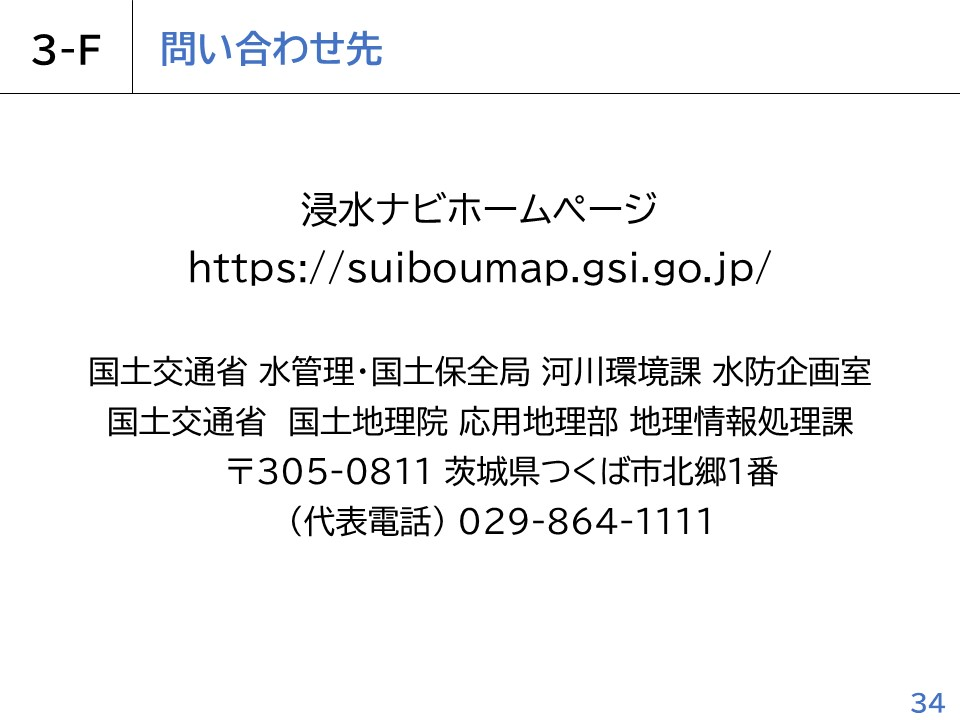 3-F
問い合わせ先
浸水ナビホームページ
https://suiboumap.gsi.go.jp/
国土交通省 水管理・国土保全局 河川環境課 水防企画室
国土交通省　国土地理院 応用地理部 地理情報処理課
〒305-0811 茨城県つくば市北郷1番
（代表電話）029-864-1111
34